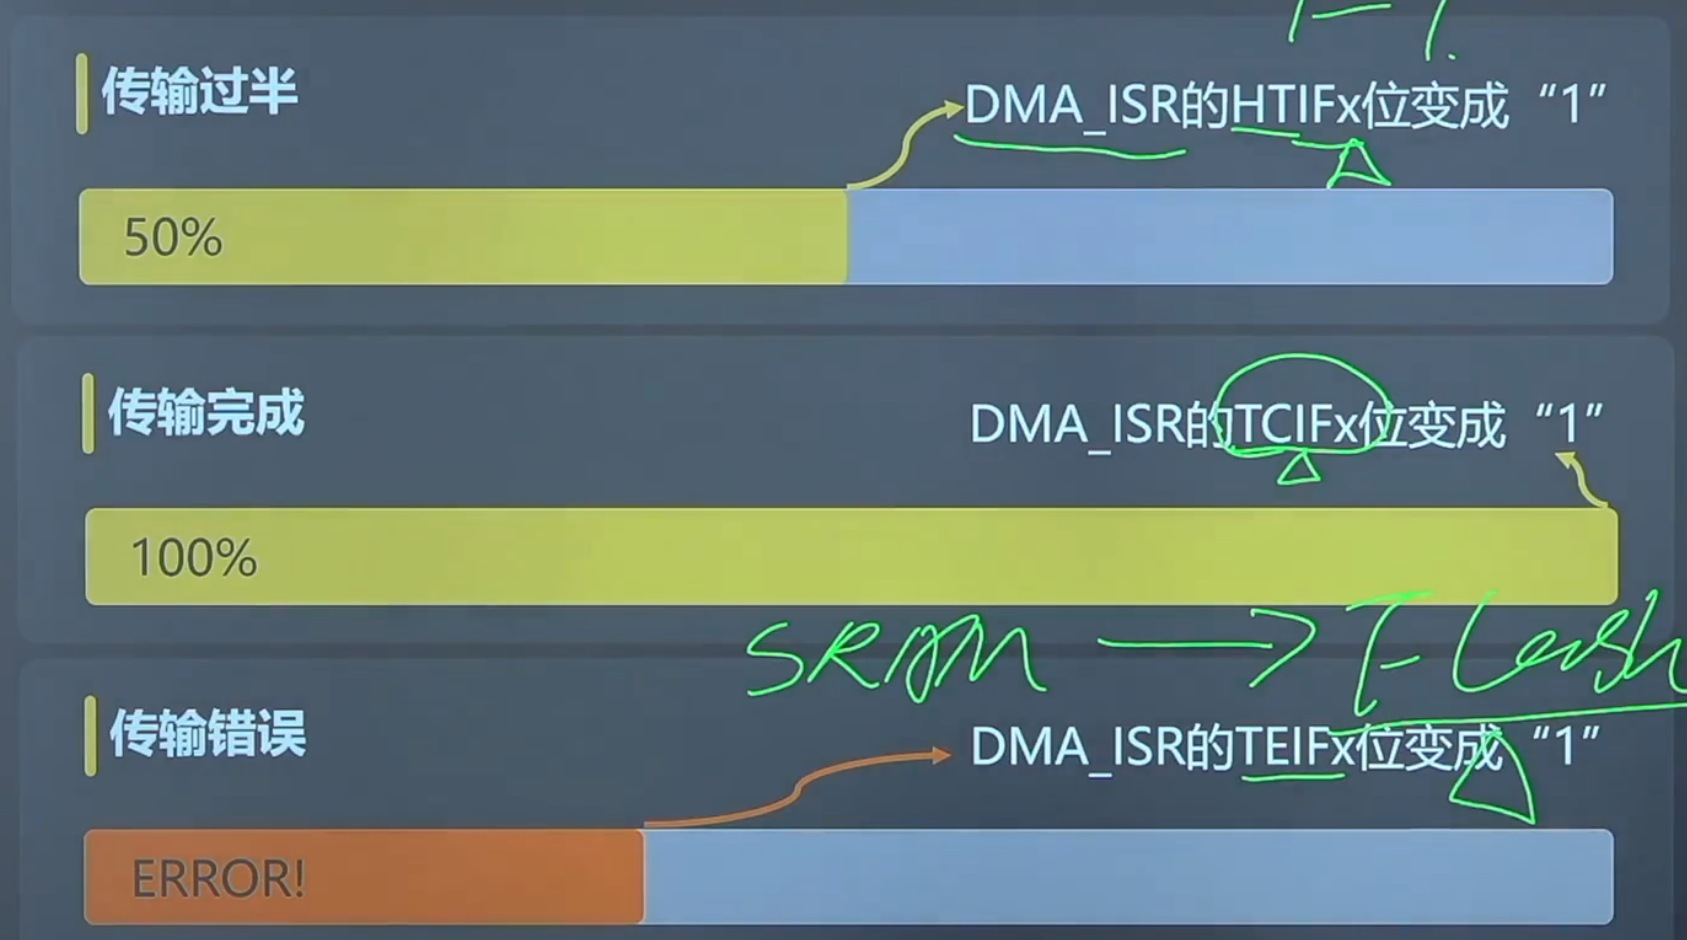 传输过半
DMA_ISR的HTIFx位变成“1”
50%
传输完成
DMA_ISR的TCIFx位变成“1”
100%
SRAM → Flash
传输错误
DMA_ISR的TEIFx位变成“1”
ERROR!